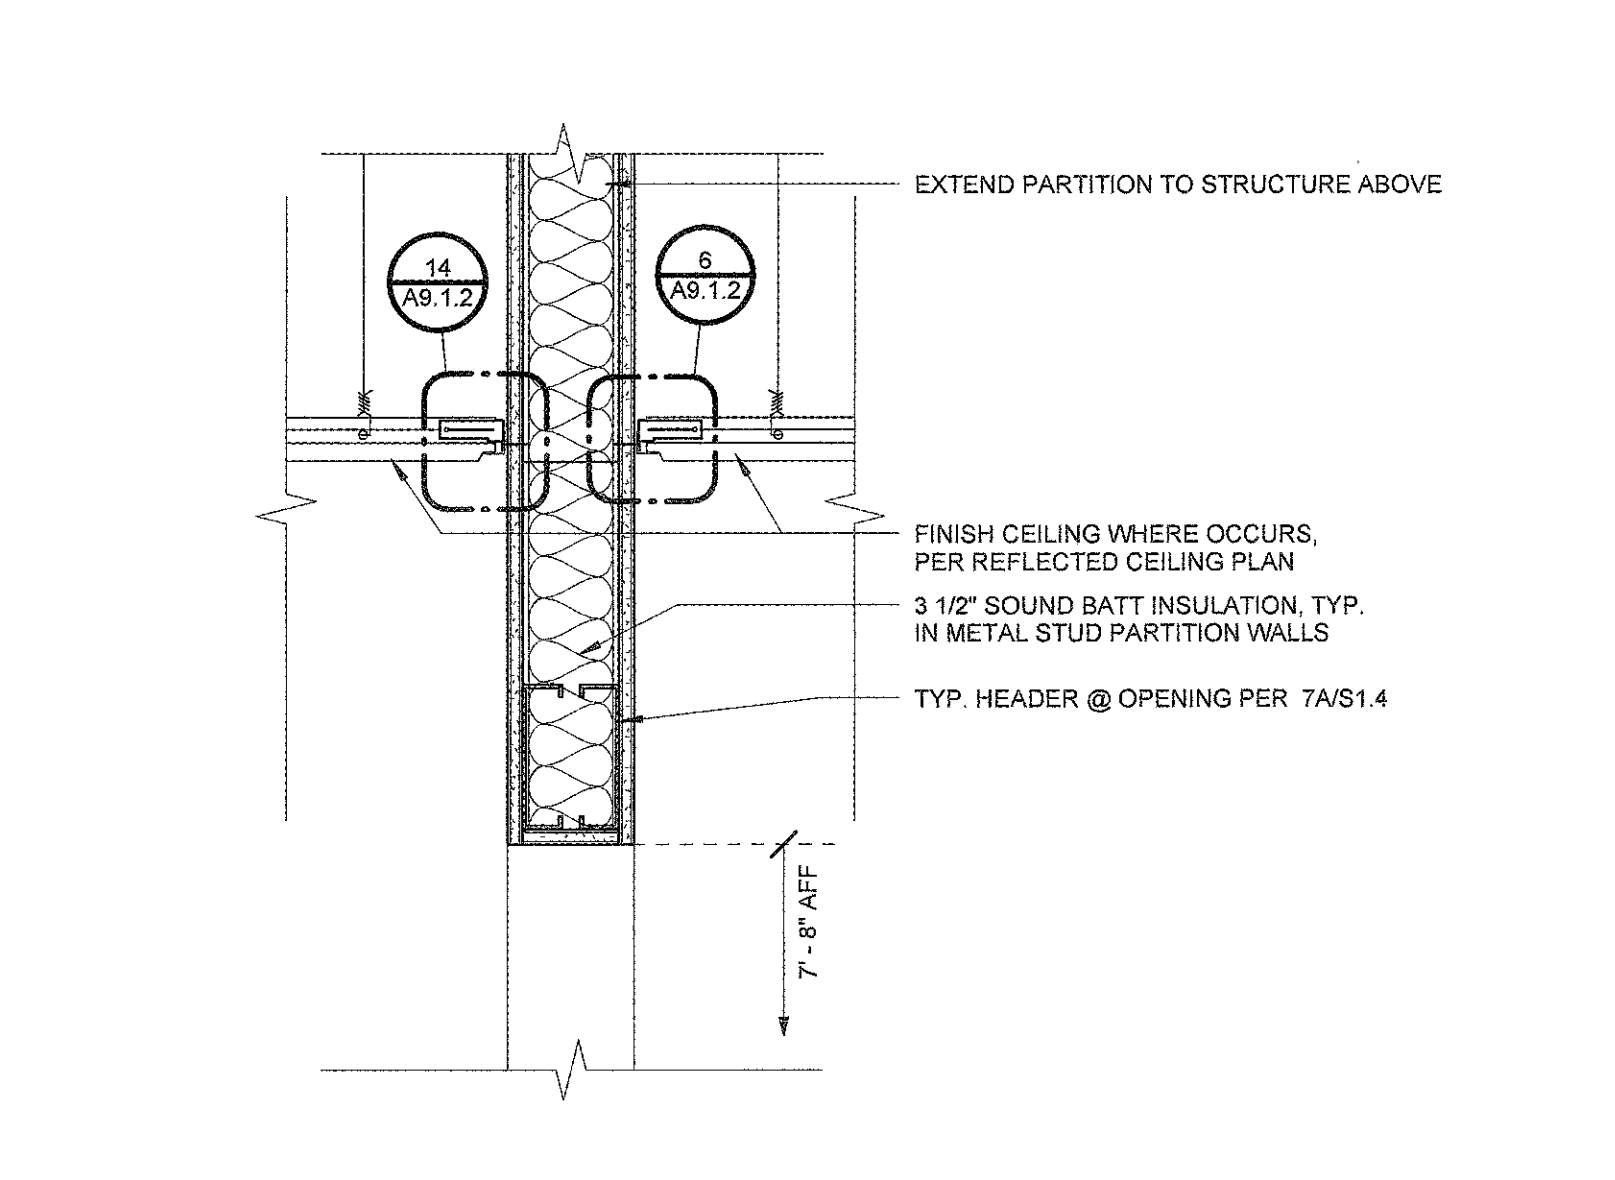 EXTEND PARTITION TO STRUCTURE ABOVE
14
A9.1.2
6
A9.1.2
FINISH CEILING WHERE OCCURS,
PER REFLECTED CEILING PLAN
3 1/2" SOUND BATT INSULATION, TYP.
IN METAL STUD PARTITION WALLS
TYP. HEADER @ OPENING PER 7A/S1.4
7' - 8" AFF